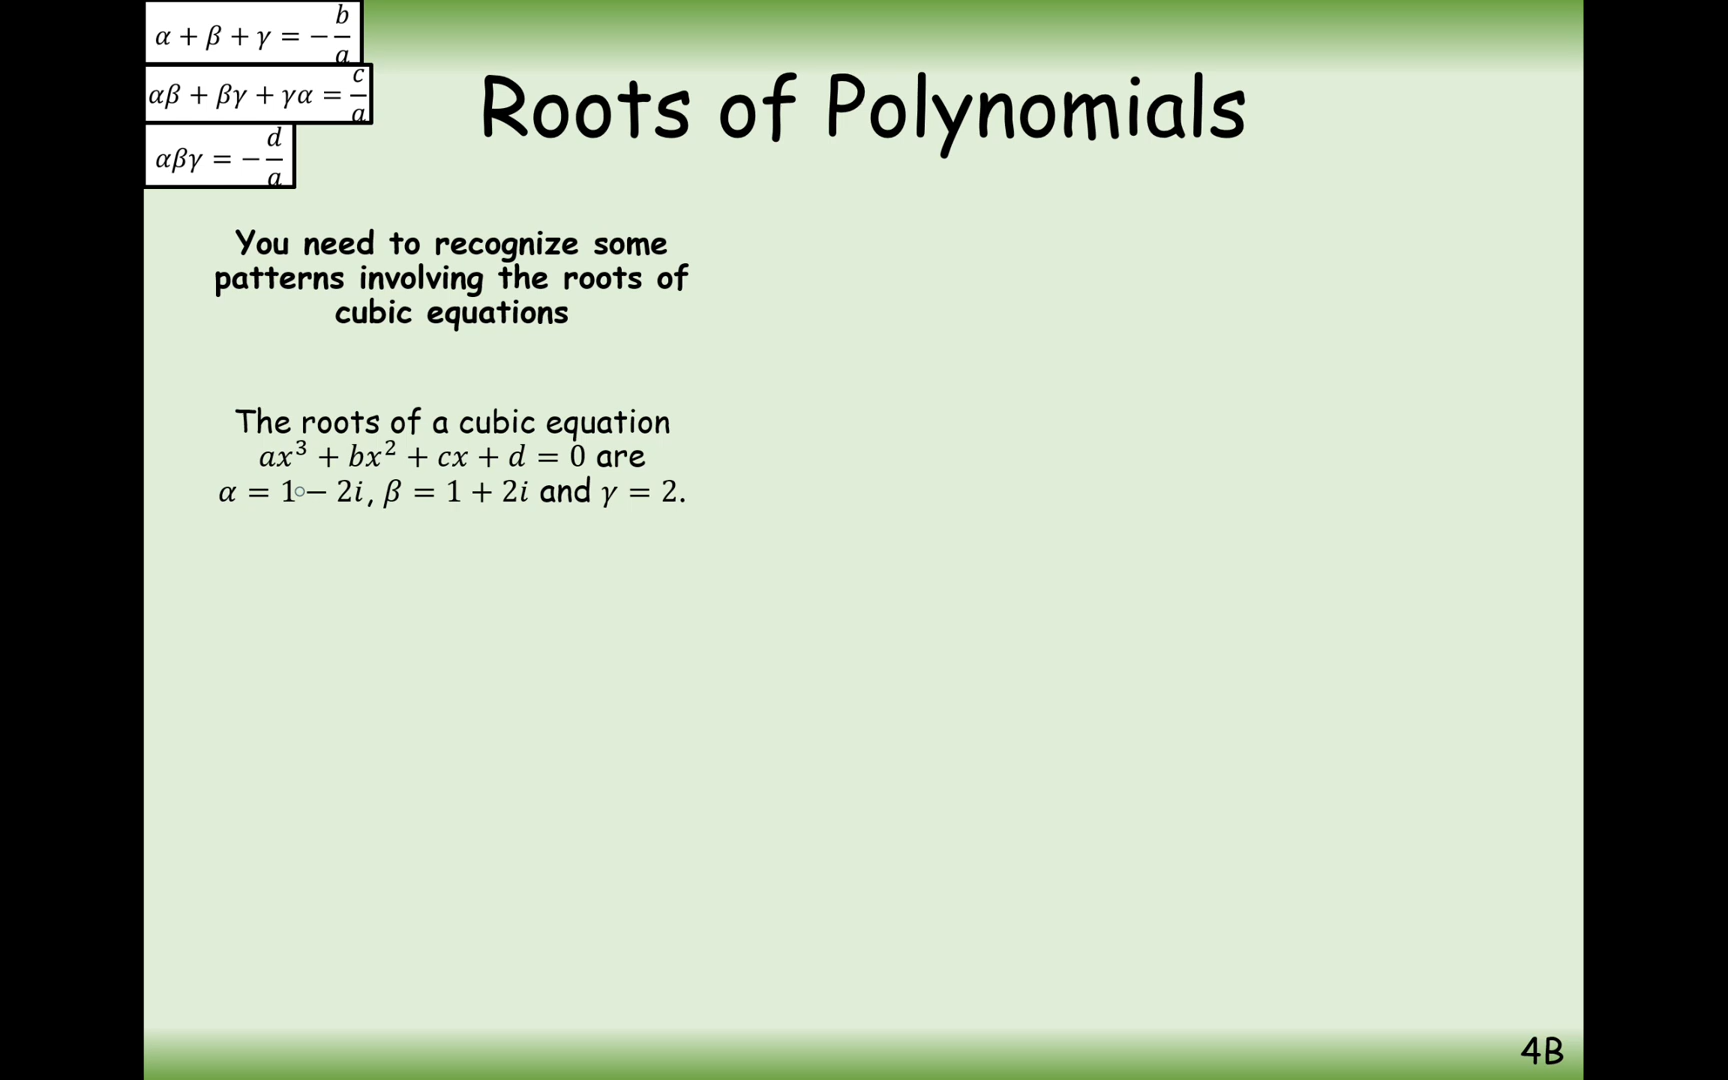 α + β + γ = −b/a
αβ + βγ + γα = c/a
αβγ = −d/a
Roots of Polynomials
You need to recognize some
patterns involving the roots of
cubic equations
The roots of a cubic equation
ax³ + bx² + cx + d = 0 are
α = 1 − 2i, β = 1 + 2i and γ = 2.
4B